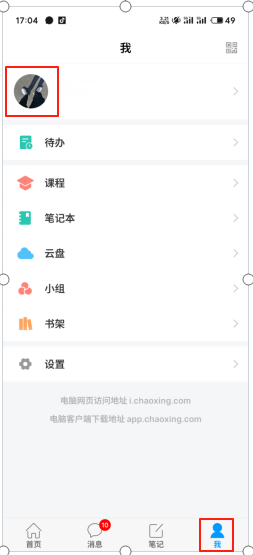 17:04 49
我
待办
课程
笔记本
云盘
小组
书架
设置
电脑网页访问地址 i.chaoxing.com
电脑客户端下载地址 app.chaoxing.com
10
首页 消息 笔记 我